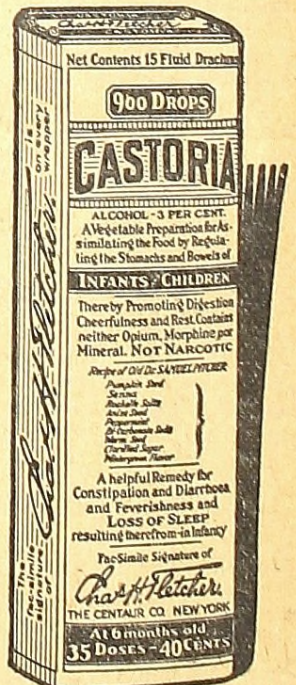 Chas H Fletcher
Net Contents 15 Fluid Drachms
900 DROPS
CASTORIA
ALCOHOL - 3 PER CENT.
A Vegetable Preparation for As-
similating the Food by Regula-
ting the Stomachs and Bowels of
INFANTS CHILDREN
Thereby Promoting Digestion
Cheerfulness and Rest. Contains
neither Opium, Morphine nor
Mineral. NOT NARCOTIC
Recipe of Old Dr. SAMUEL PITCHER
Pumpkin Seed
Senna
Rochelle Salts
Anise Seed
Peppermint
Bi Carbonate Soda
Worm Seed
Clarified Sugar
Wintergreen Flavor
A helpful Remedy for
Constipation and Diarrhoea
and Feverishness and
LOSS OF SLEEP
resulting therefrom-in Infancy
Fac-Simile Signature of
Chas H Fletcher.
THE CENTAUR CO. NEW YORK
At 6 months old
35 DOSES - 40 CENTS
The
fac-simile
signature
of
Chas H Fletcher.
is
on every
wrapper